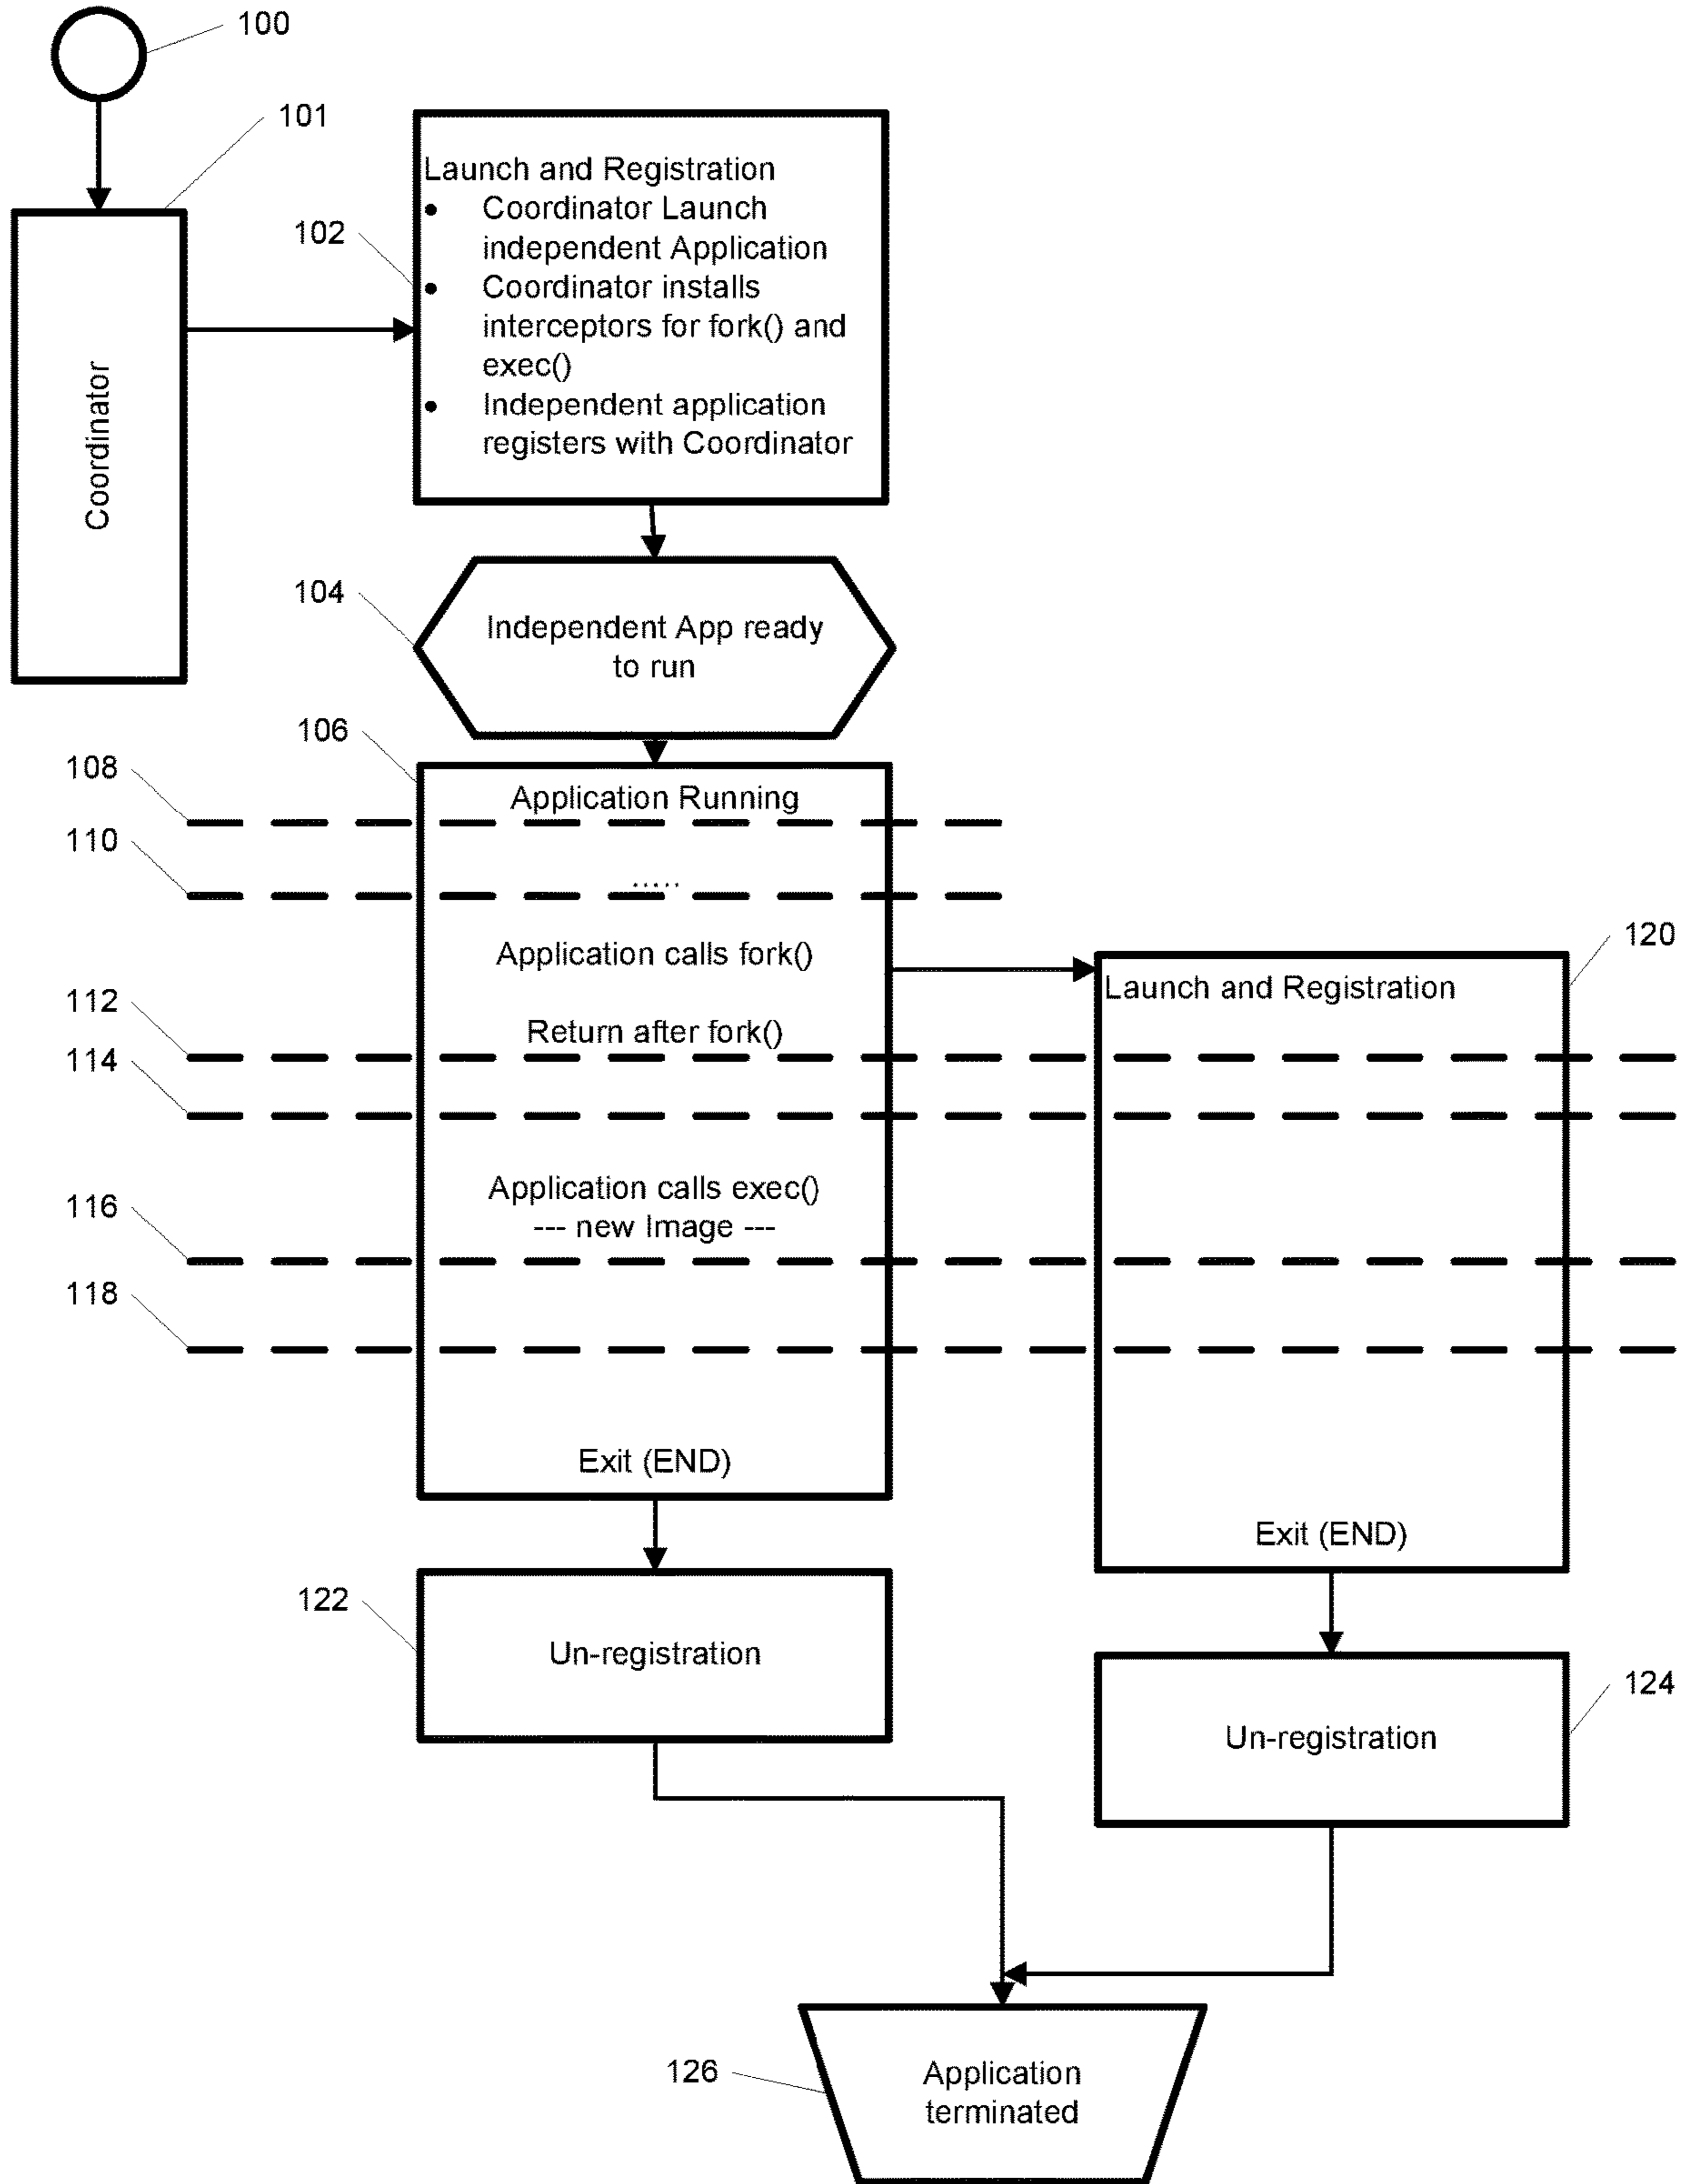 100
101
Coordinator
102
Launch and Registration
• Coordinator Launch
independent Application
• Coordinator installs
interceptors for fork() and
exec()
• Independent application
registers with Coordinator
104
Independent App ready
to run
106
108
Application Running
110
.....
Application calls fork()
120
Launch and Registration
112
Return after fork()
114
Application calls exec()
116
--- new Image ---
118
Exit (END)
Exit (END)
122
Un-registration
124
Un-registration
126
Application
terminated